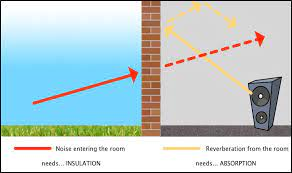 Noise entering the room
Reverberation from the room
needs... INSULATION
needs... ABSORPTION